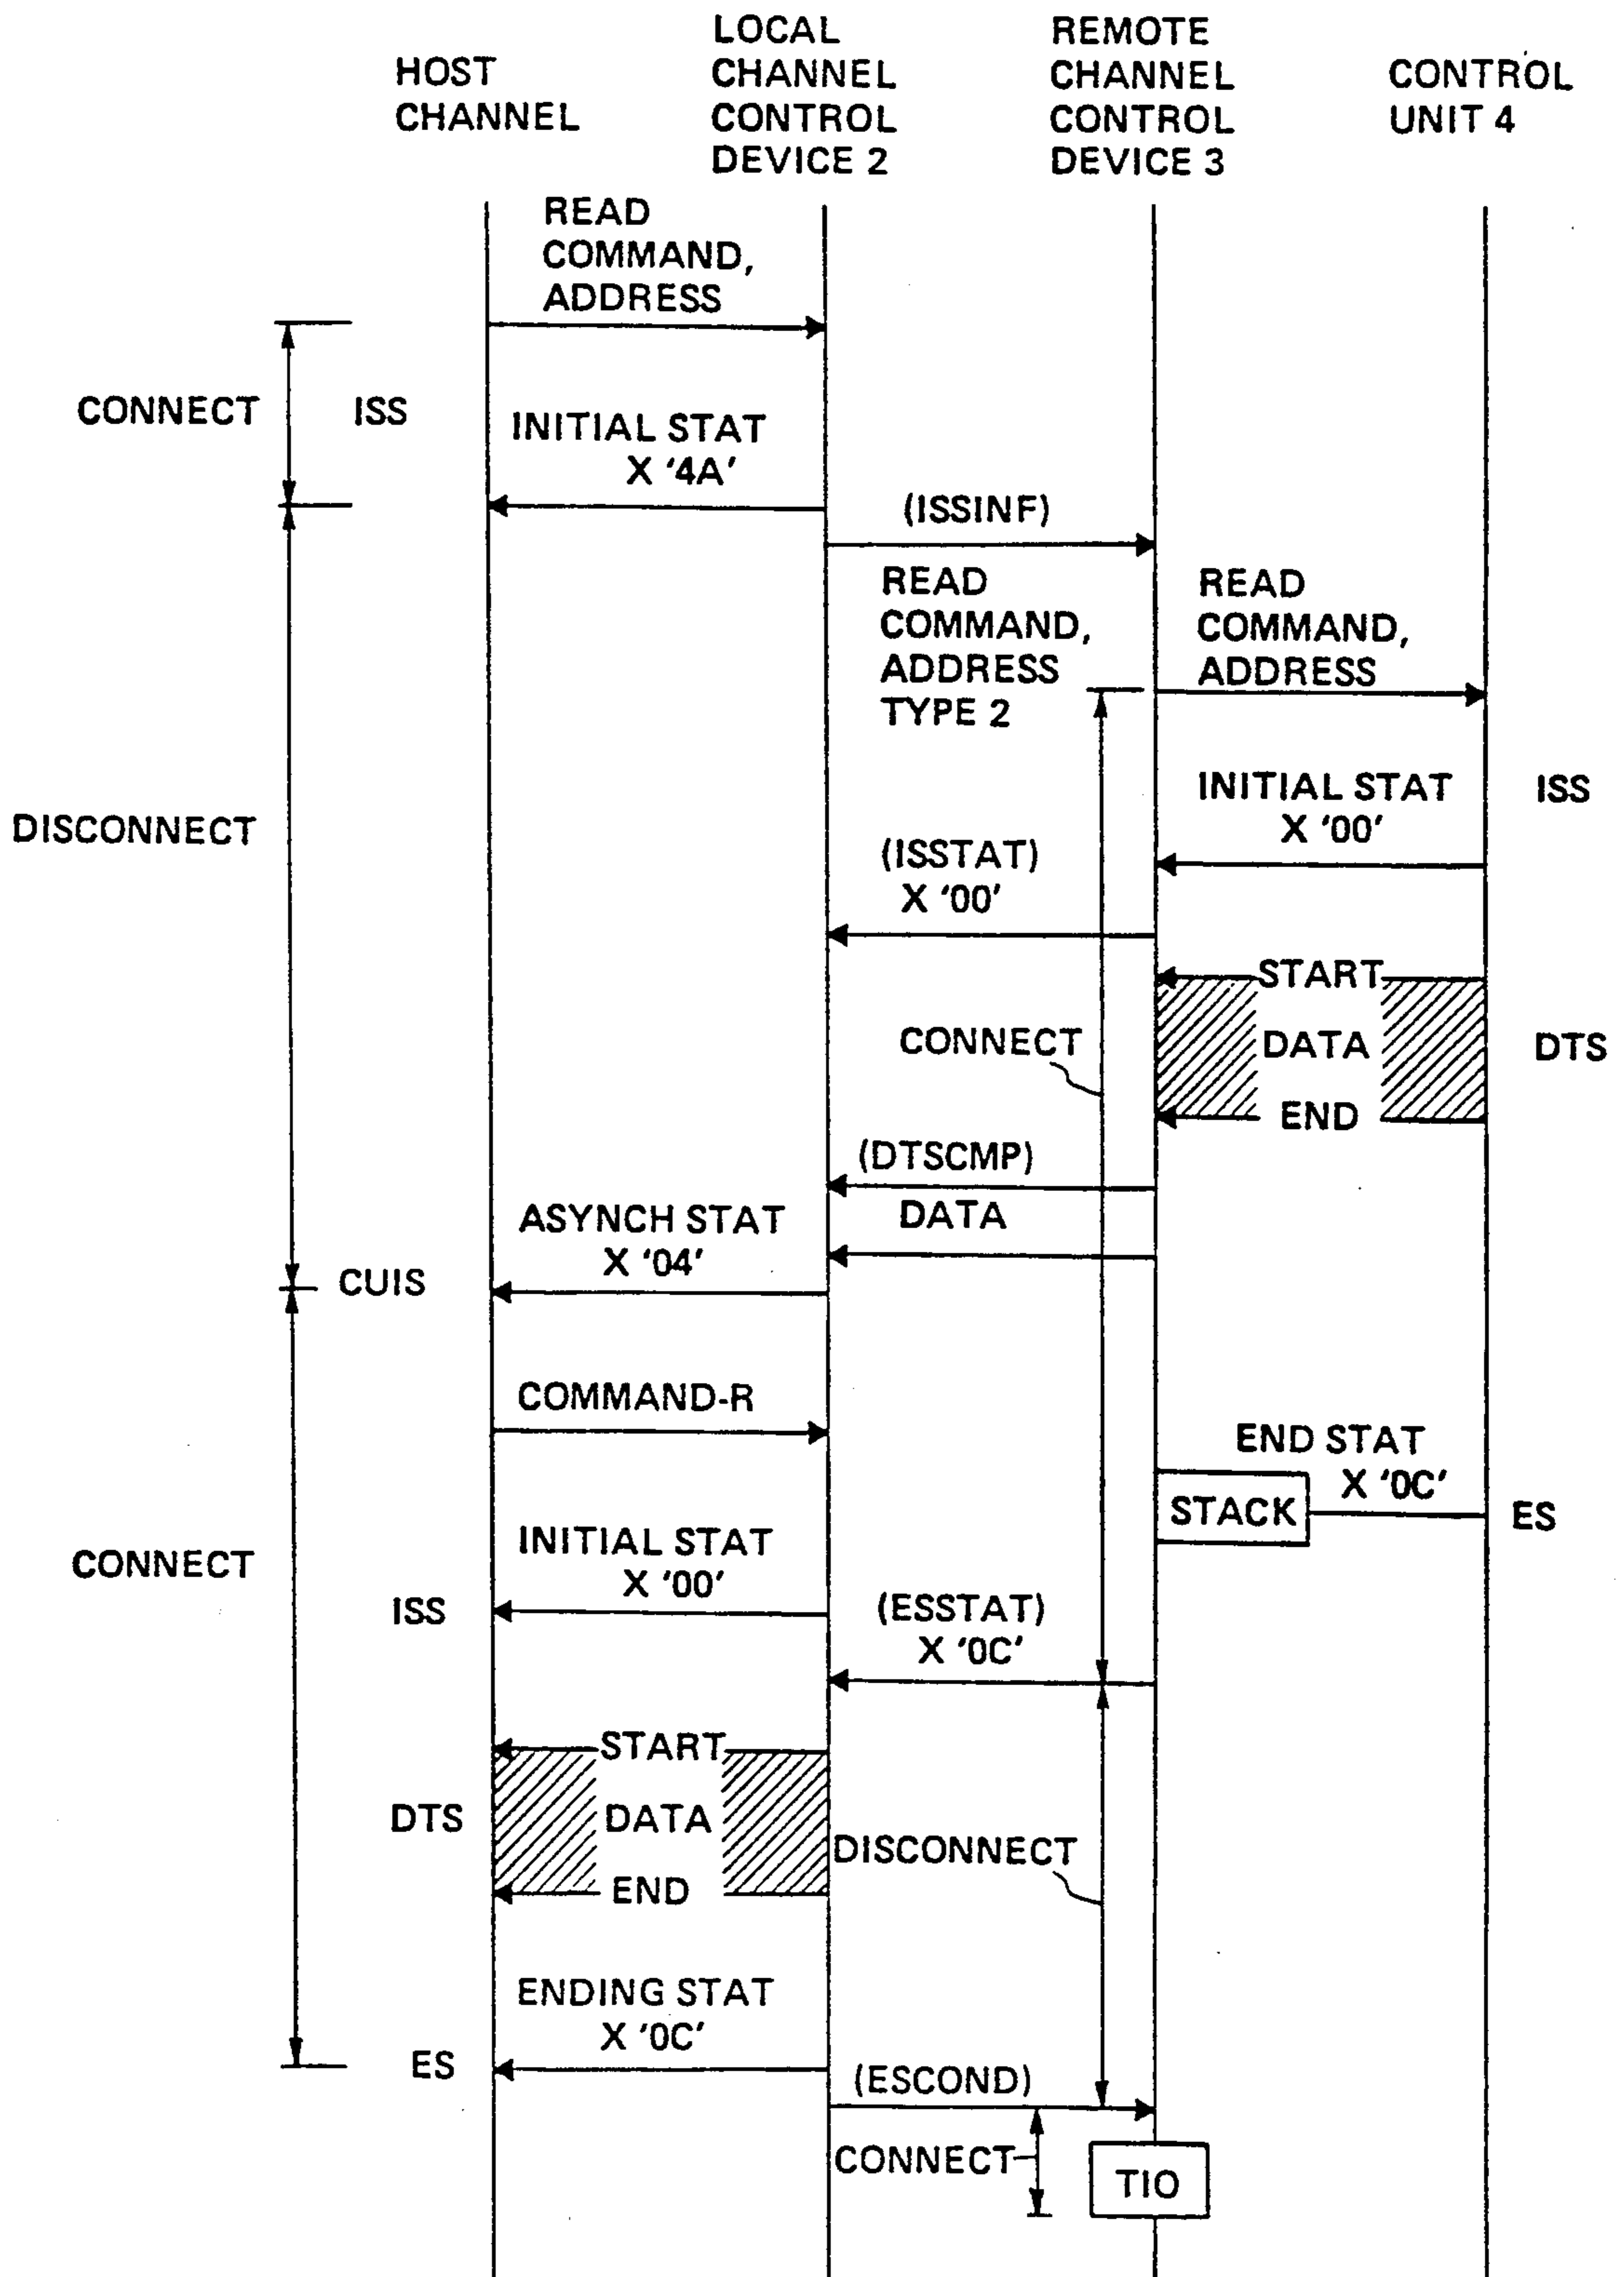 HOST
CHANNEL
LOCAL
CHANNEL
CONTROL
DEVICE 2
REMOTE
CHANNEL
CONTROL
DEVICE 3
CONTROL
UNIT 4
READ
COMMAND,
ADDRESS
CONNECT
ISS
INITIAL STAT
X '4A'
(ISSINF)
READ
COMMAND,
ADDRESS
TYPE 2
READ
COMMAND,
ADDRESS
DISCONNECT
INITIAL STAT
X '00'
ISS
(ISSTAT)
X '00'
START
DATA
END
DTS
CONNECT
(DTSCMP)
DATA
ASYNCH STAT
X '04'
CUIS
COMMAND-R
END STAT
X '0C'
STACK
ES
CONNECT
INITIAL STAT
X '00'
ISS
(ESSTAT)
X '0C'
START
DATA
END
DTS
DISCONNECT
ENDING STAT
X '0C'
ES
(ESCOND)
CONNECT
TIO